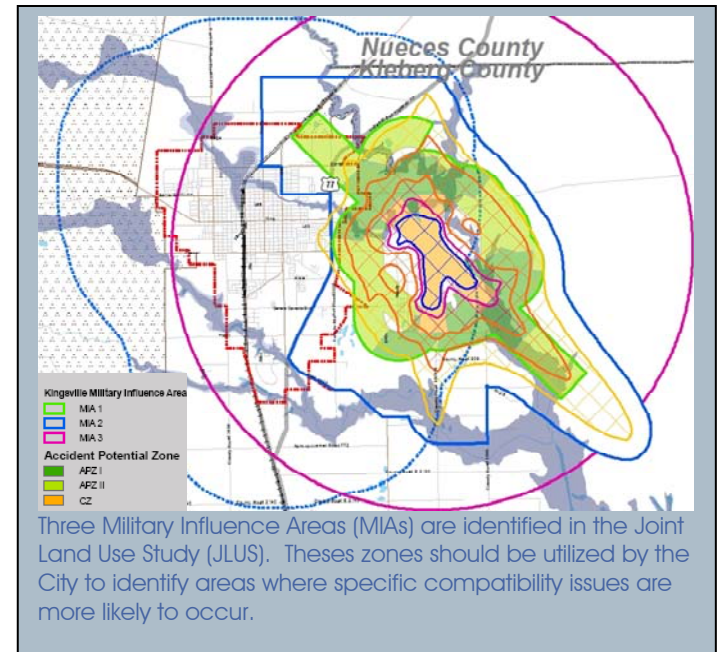 Nueces County
Kleberg County
77
Kingsville Military Influence Area
MIA 1
MIA 2
MIA 3
Accident Potential Zone
APZ I
APZ II
CZ
Three Military Influence Areas (MIAs) are identified in the Joint
Land Use Study (JLUS).  Theses zones should be utilized by the
City to identify areas where specific compatibility issues are
more likely to occur.